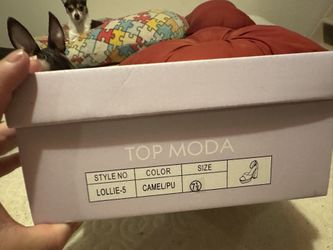 TOP MODA
STYLE NO COLOR SIZE
LOLLIE-5 CAMEL/PU 7½